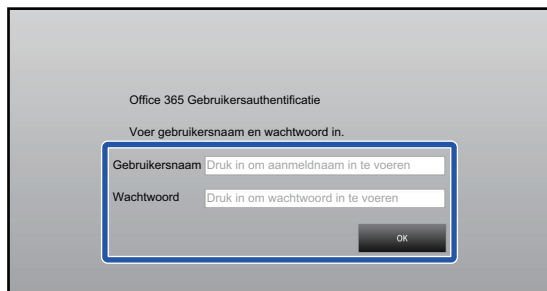 Office 365 Gebruikersauthentificatie
Voer gebruikersnaam en wachtwoord in.
Gebruikersnaam Druk in om aanmeldnaam in te voeren
Wachtwoord Druk in om wachtwoord in te voeren
OK